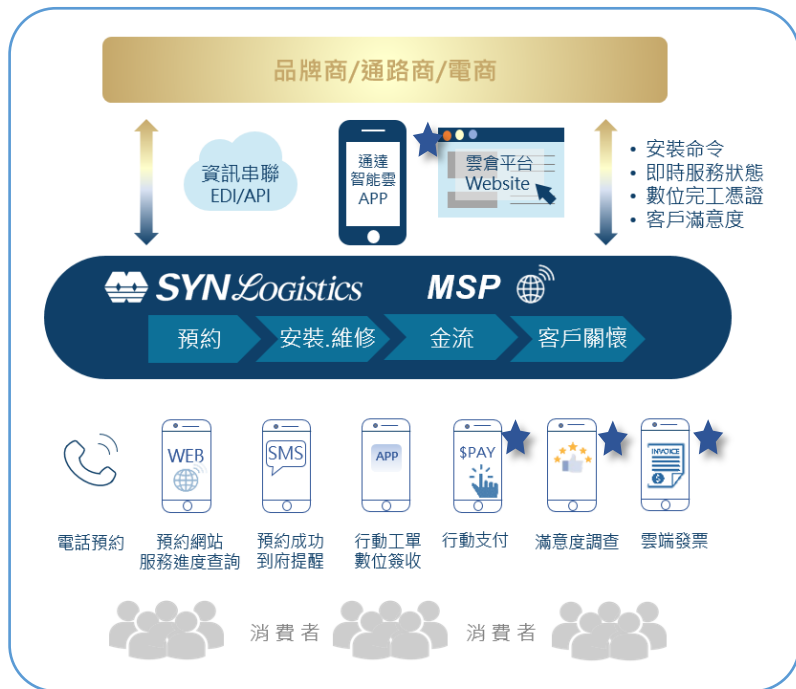 品牌商/通路商/電商
資訊串聯
EDI/API
通達
智能雲
APP
雲倉平台
Website
• 安裝命令
• 即時服務狀態
• 數位完工憑證
• 客戶滿意度
SYN Logistics
MSP
預約
安裝.維修
金流
客戶關懷
WEB
SMS
APP
$PAY
INVOICE
$
電話預約
預約網站
服務進度查詢
預約成功
到府提醒
行動工單
數位簽收
行動支付
滿意度調查
雲端發票
消費者
消費者